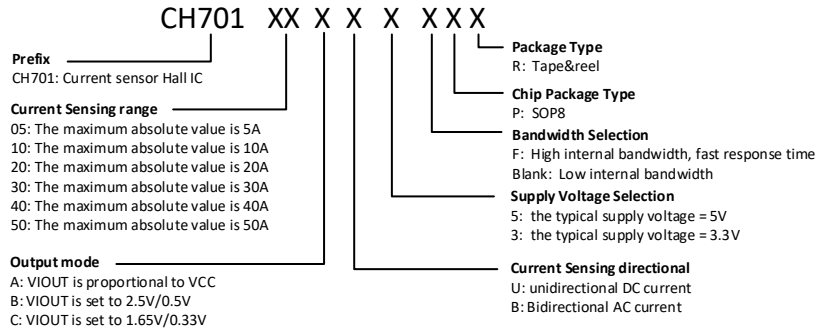 CH701 XX X X X X X X
Prefix
CH701: Current sensor Hall IC
Current Sensing range
05: The maximum absolute value is 5A
10: The maximum absolute value is 10A
20: The maximum absolute value is 20A
30: The maximum absolute value is 30A
40: The maximum absolute value is 40A
50: The maximum absolute value is 50A
Output mode
A: VIOUT is proportional to VCC
B: VIOUT is set to 2.5V/0.5V
C: VIOUT is set to 1.65V/0.33V
Package Type
R: Tape&reel
Chip Package Type
P: SOP8
Bandwidth Selection
F: High internal bandwidth, fast response time
Blank: Low internal bandwidth
Supply Voltage Selection
5: the typical supply voltage = 5V
3: the typical supply voltage = 3.3V
Current Sensing directional
U: unidirectional DC current
B: Bidirectional AC current